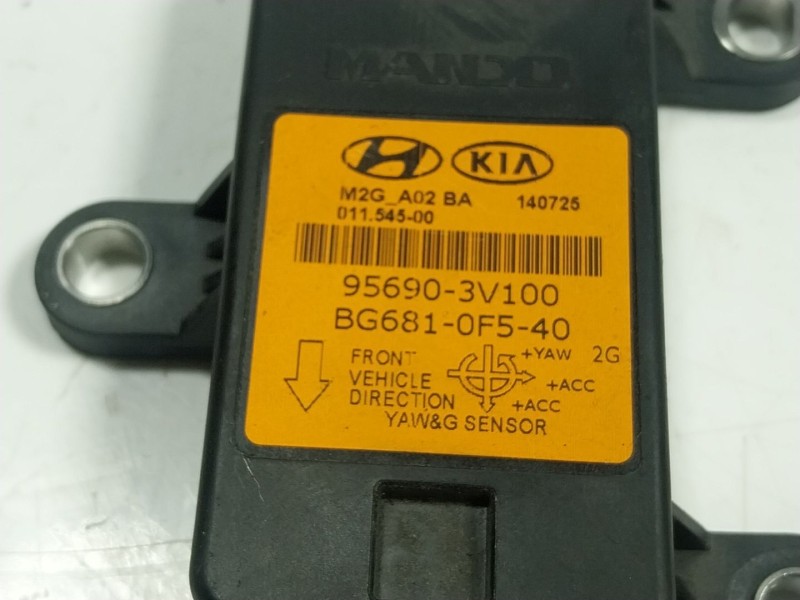 MANDO
KIA
M2G_A02 BA 140725
011.545-00
95690-3V100
BG681-0F5-40
FRONT VEHICLE DIRECTION
+YAW 2G
+ACC
+ACC
YAW&G SENSOR